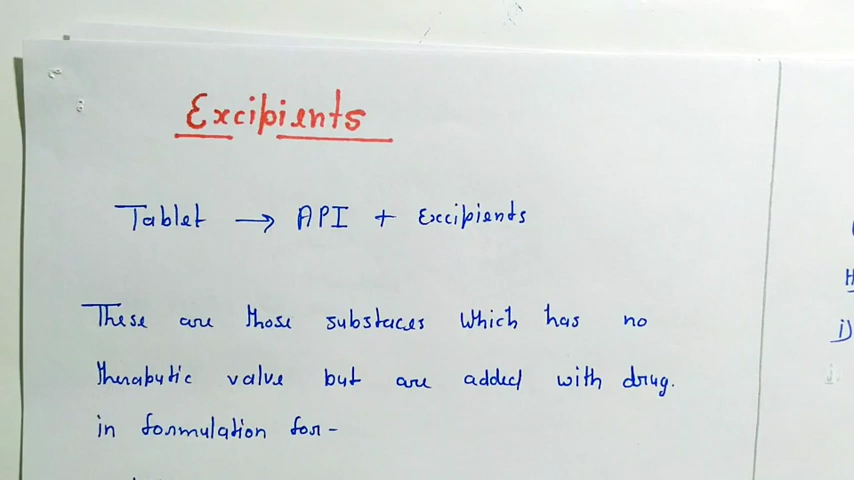 Excipients
Tablet → API + Exccipients
These are those substaces which has no
therabutic value but are added with drug.
in formulation for-
H
i)